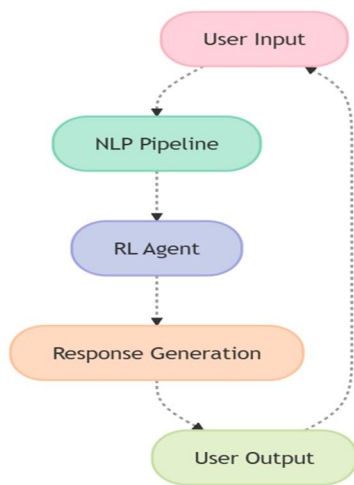 User Input
NLP Pipeline
RL Agent
Response Generation
User Output